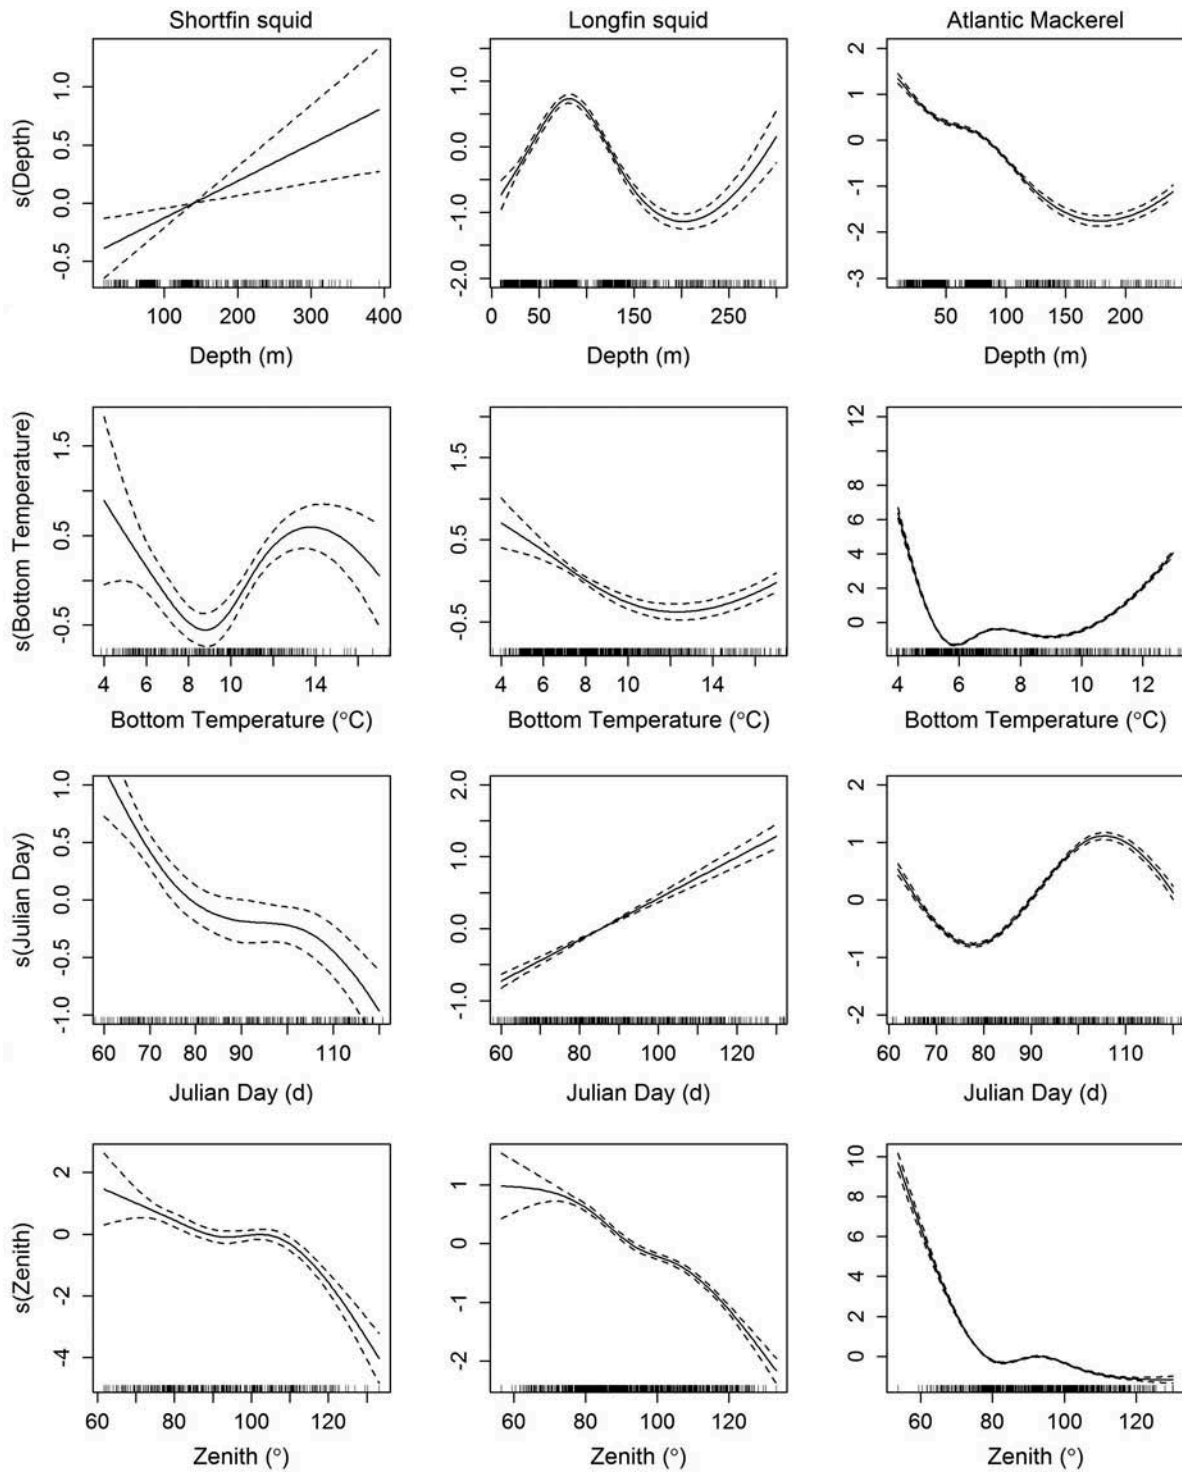 Shortfin squid Longfin squid Atlantic Mackerel
s(Depth)
-0.5 0.0 0.5 1.0
100 200 300 400
Depth (m)
-2.0 -1.0 0.0 1.0
0 50 150 250
Depth (m)
-3 -2 -1 0 1 2
50 100 150 200
Depth (m)
s(Bottom Temperature)
-0.5 0.5 1.5
4 6 8 10 14
Bottom Temperature (°C)
-0.5 0.5 1.5
4 6 8 10 14
Bottom Temperature (°C)
0 2 4 6 8 12
4 6 8 10 12
Bottom Temperature (°C)
s(Julian Day)
-1.0 -0.5 0.0 0.5 1.0
60 70 80 90 110
Julian Day (d)
-1.0 0.0 1.0 2.0
60 80 100 120
Julian Day (d)
-2 -1 0 1 2
60 70 80 90 110
Julian Day (d)
s(Zenith)
-4 -2 0 2
60 80 100 120
Zenith (°)
-2 -1 0 1
60 80 100 120
Zenith (°)
0 2 4 6 8 10
60 80 100 120
Zenith (°)